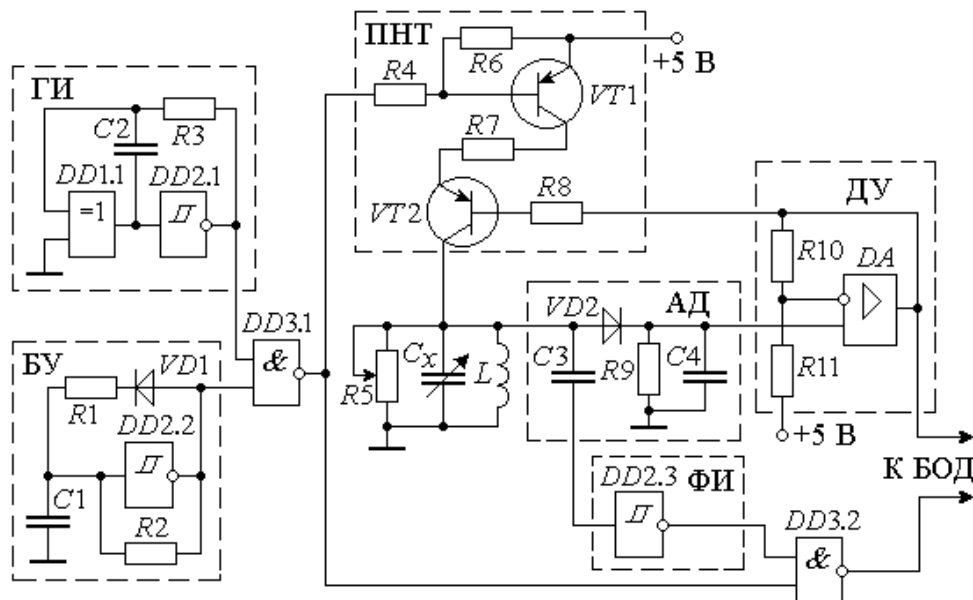 ПНТ
R6
+5 В
R4
VT1
ГИ
C2
R3
R7
DD1.1
DD2.1
=1
VT2
R8
ДУ
R10
DA
АД
VD2
DD3.1
&
Cx
L
C3
R9
C4
R11
R5
+5 В
БУ
VD1
R1
DD2.2
C1
R2
DD2.3
ФИ
К БОД
DD3.2
&